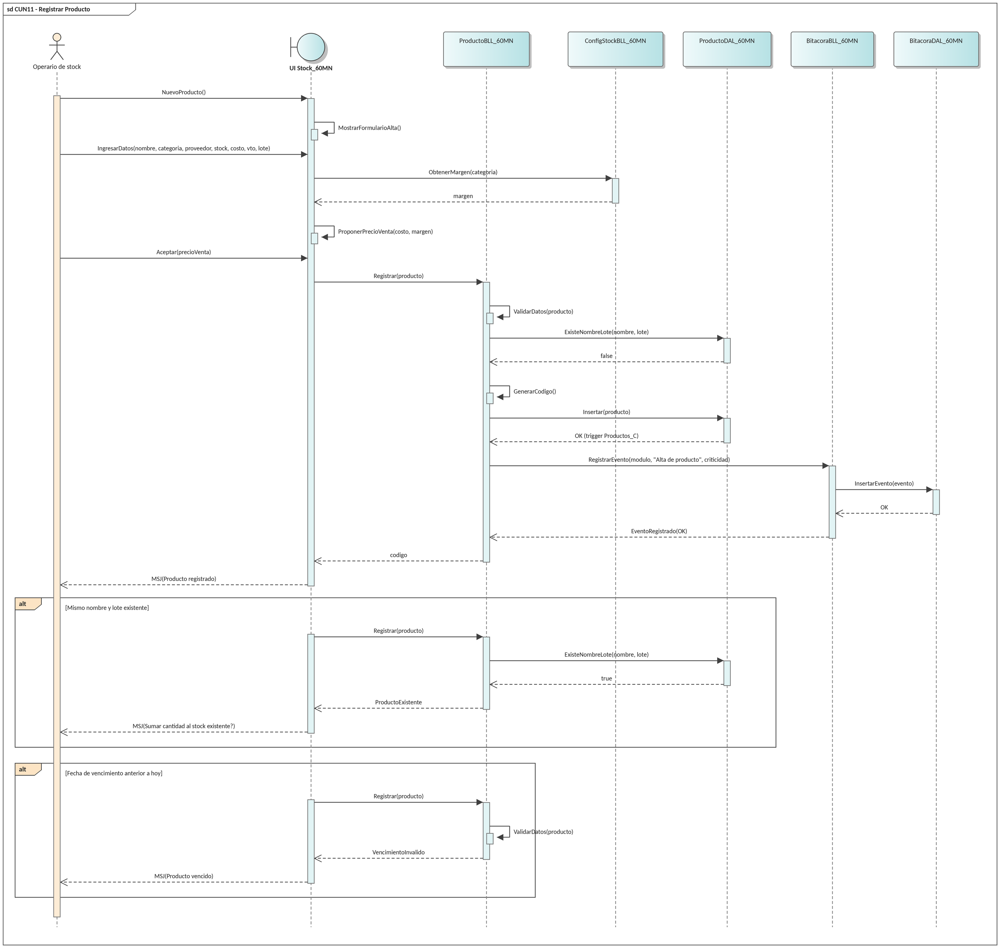 sd CUN11 - Registrar Producto
Operario de stock
UI Stock_60MN
ProductoBLL_60MN
ConfigStockBLL_60MN
ProductoDAL_60MN
BitacoraBLL_60MN
BitacoraDAL_60MN
NuevoProducto()
MostrarFormularioAlta()
IngresarDatos(nombre, categoria, proveedor, stock, costo, vto, lote)
ObtenerMargen(categoria)
margen
ProponerPrecioVenta(costo, margen)
Aceptar(precioVenta)
Registrar(producto)
ValidarDatos(producto)
ExisteNombreLote(nombre, lote)
false
GenerarCodigo()
Insertar(producto)
OK (trigger Productos_C)
RegistrarEvento(modulo, "Alta de producto", criticidad)
InsertarEvento(evento)
OK
EventoRegistrado(OK)
codigo
MSJ(Producto registrado)
alt
[Mismo nombre y lote existente]
Registrar(producto)
ExisteNombreLote(nombre, lote)
true
ProductoExistente
MSJ(Sumar cantidad al stock existente?)
alt
[Fecha de vencimiento anterior a hoy]
Registrar(producto)
ValidarDatos(producto)
VencimientoInvalido
MSJ(Producto vencido)